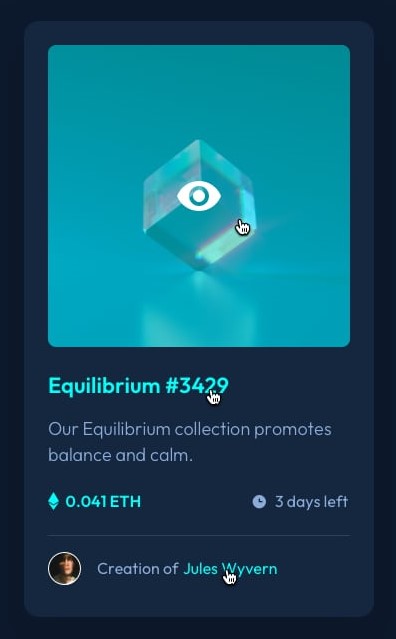 Equilibrium #3429
Our Equilibrium collection promotes
balance and calm.
0.041 ETH
3 days left
Creation of Jules Wyvern